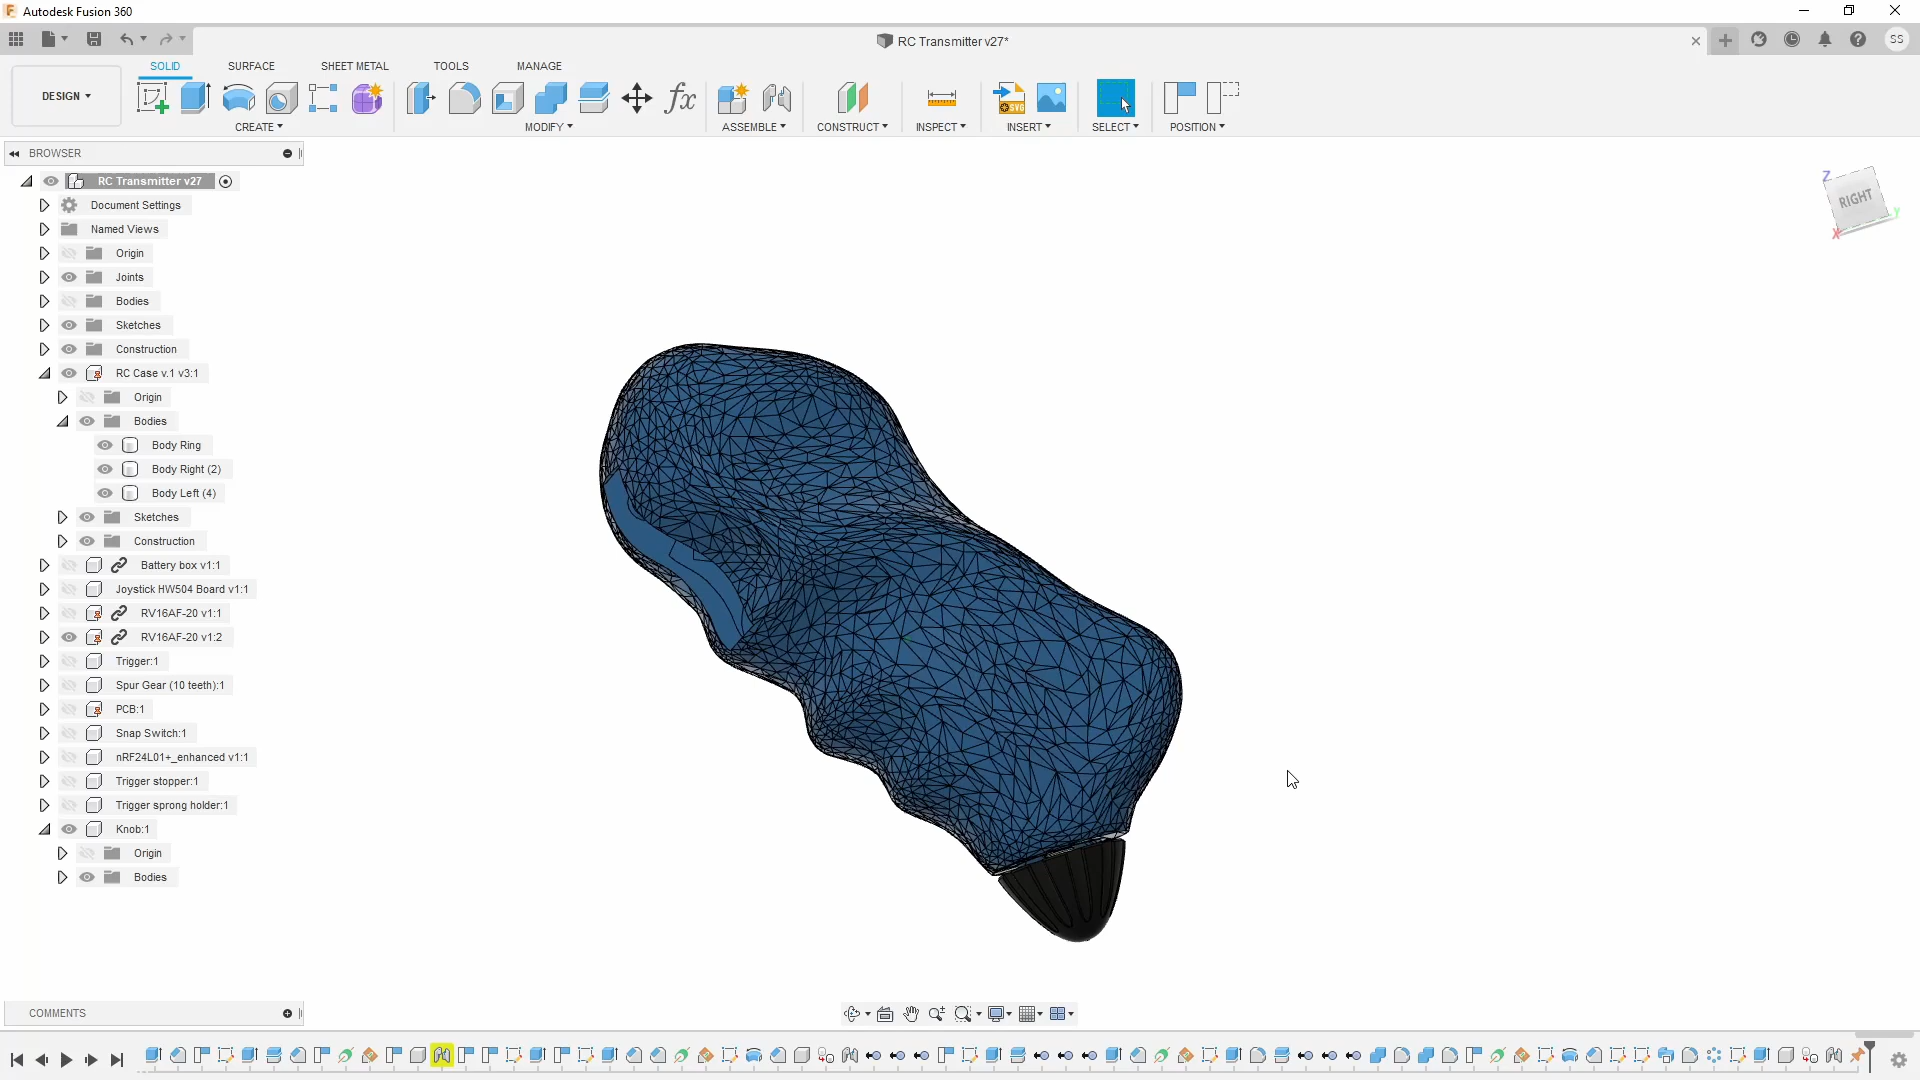 Autodesk Fusion 360
RC Transmitter v27*
SS
DESIGN
SOLID
SURFACE
SHEET METAL
TOOLS
MANAGE
CREATE
MODIFY
ASSEMBLE
CONSTRUCT
INSPECT
INSERT
SELECT
POSITION
fx
SVG
BROWSER
RC Transmitter v27
Document Settings
Named Views
Origin
Joints
Bodies
Sketches
Construction
RC Case v.1 v3:1
Origin
Bodies
Body Ring
Body Right (2)
Body Left (4)
Sketches
Construction
Battery box v1:1
Joystick HW504 Board v1:1
RV16AF-20 v1:1
RV16AF-20 v1:2
Trigger:1
Spur Gear (10 teeth):1
PCB:1
Snap Switch:1
nRF24L01+_enhanced v1:1
Trigger stopper:1
Trigger sprong holder:1
Knob:1
Origin
Bodies
Z
RIGHT
Y
X
COMMENTS